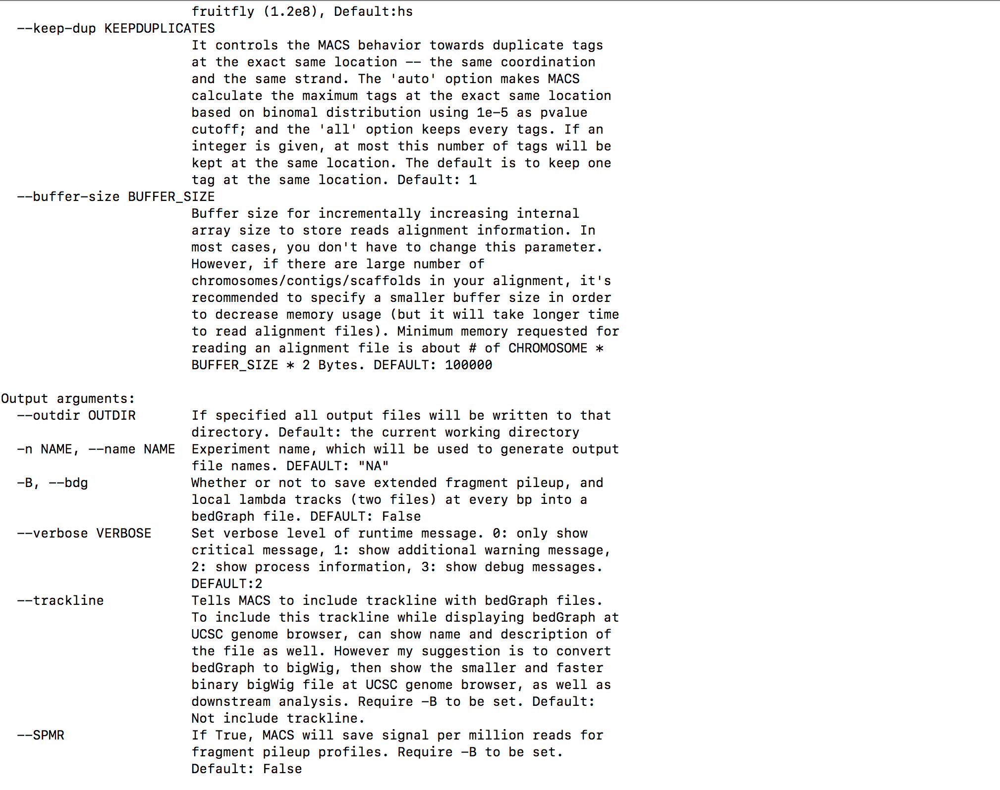 fruitfly (1.2e8), Default:hs
--keep-dup KEEPDUPLICATES
It controls the MACS behavior towards duplicate tags
at the exact same location -- the same coordination
and the same strand. The 'auto' option makes MACS
calculate the maximum tags at the exact same location
based on binomal distribution using 1e-5 as pvalue
cutoff; and the 'all' option keeps every tags. If an
integer is given, at most this number of tags will be
kept at the same location. The default is to keep one
tag at the same location. Default: 1
--buffer-size BUFFER_SIZE
Buffer size for incrementally increasing internal
array size to store reads alignment information. In
most cases, you don't have to change this parameter.
However, if there are large number of
chromosomes/contigs/scaffolds in your alignment, it's
recommended to specify a smaller buffer size in order
to decrease memory usage (but it will take longer time
to read alignment files). Minimum memory requested for
reading an alignment file is about # of CHROMOSOME *
BUFFER_SIZE * 2 Bytes. DEFAULT: 100000
Output arguments:
--outdir OUTDIR If specified all output files will be written to that
directory. Default: the current working directory
-n NAME, --name NAME Experiment name, which will be used to generate output
file names. DEFAULT: "NA"
-B, --bdg Whether or not to save extended fragment pileup, and
local lambda tracks (two files) at every bp into a
bedGraph file. DEFAULT: False
--verbose VERBOSE Set verbose level of runtime message. 0: only show
critical message, 1: show additional warning message,
2: show process information, 3: show debug messages.
DEFAULT:2
--trackline Tells MACS to include trackline with bedGraph files.
To include this trackline while displaying bedGraph at
UCSC genome browser, can show name and description of
the file as well. However my suggestion is to convert
bedGraph to bigWig, then show the smaller and faster
binary bigWig file at UCSC genome browser, as well as
downstream analysis. Require -B to be set. Default:
Not include trackline.
--SPMR If True, MACS will save signal per million reads for
fragment pileup profiles. Require -B to be set.
Default: False